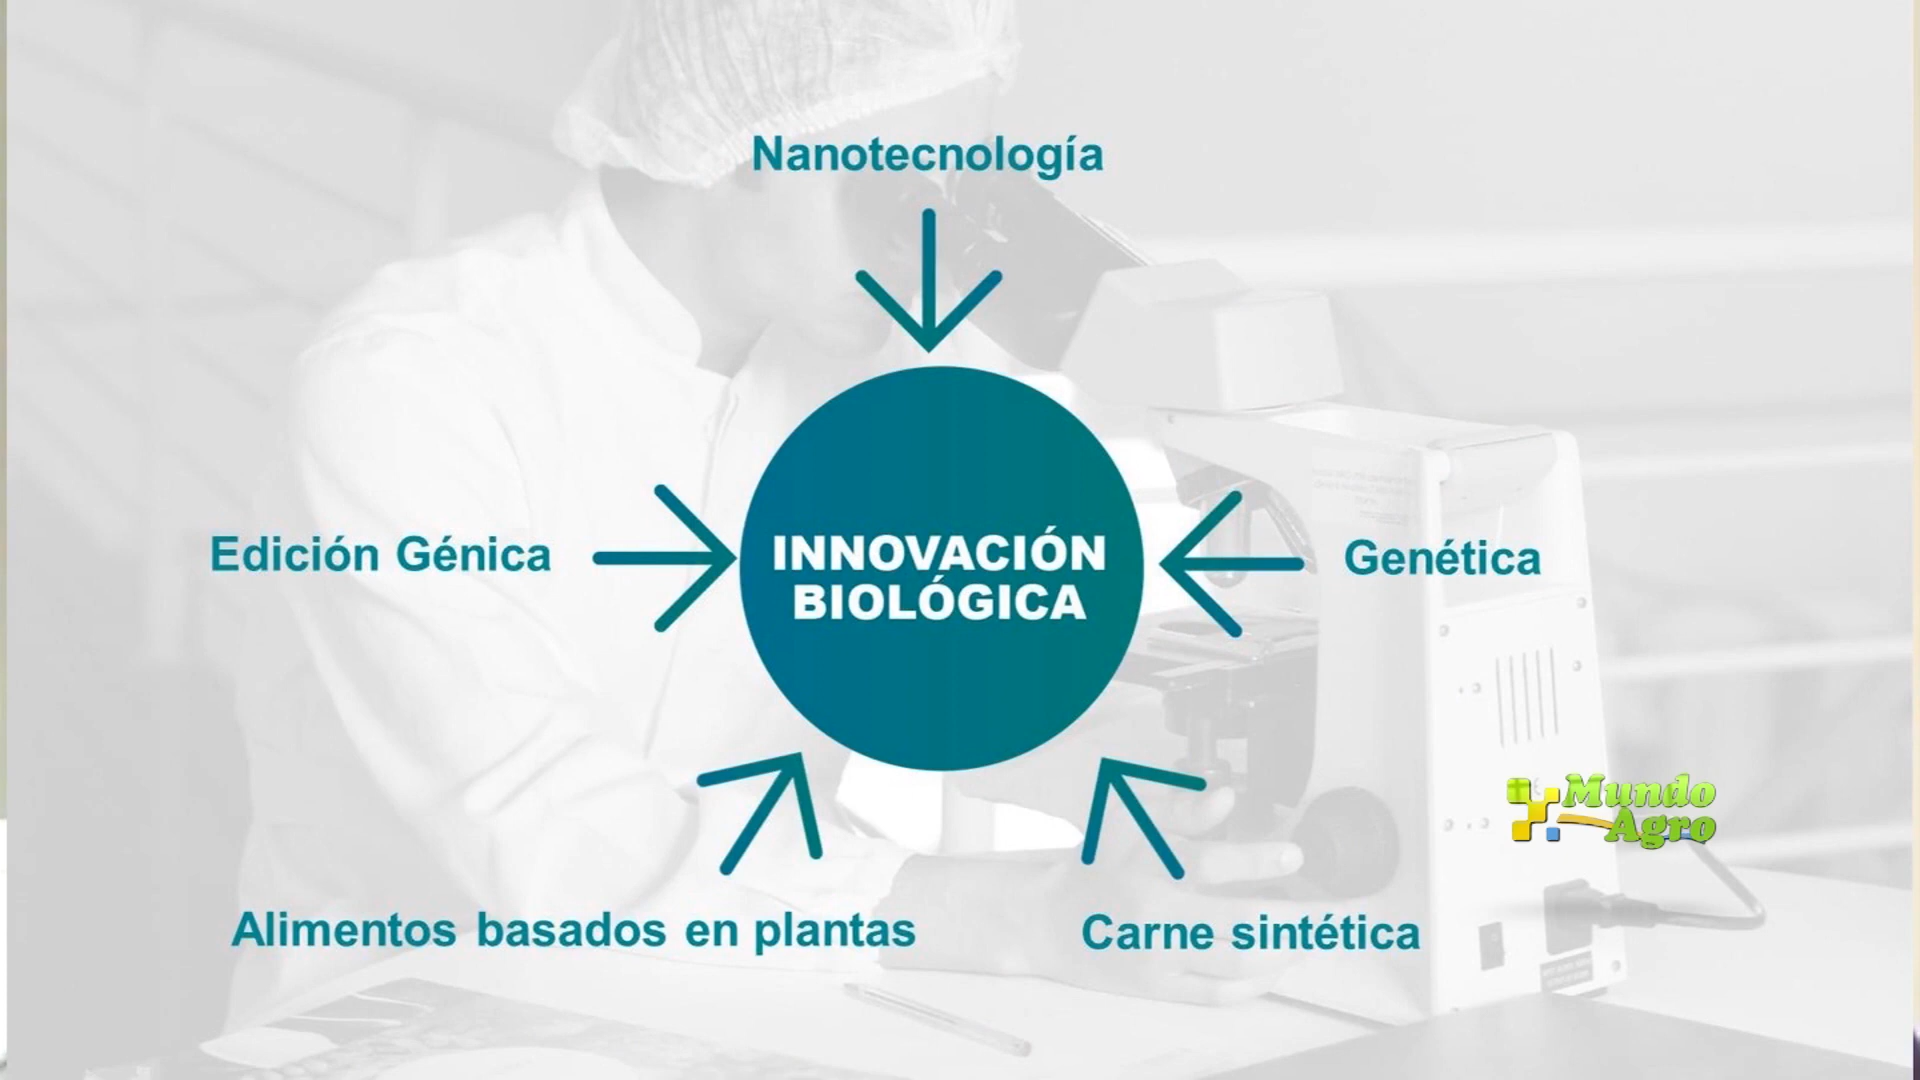 Nanotecnología
Edición Génica
INNOVACIÓN
BIOLÓGICA
Genética
Mundo
Agro
Alimentos basados en plantas
Carne sintética